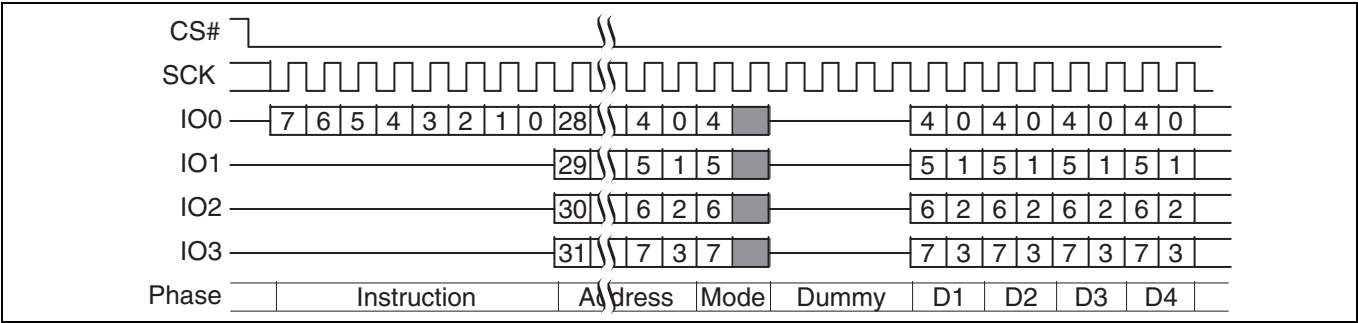 CS#
SCK
IO0 7 6 5 4 3 2 1 0 28 4 0 4 4 0 4 0 4 0 4 0
IO1 29 5 1 5 5 1 5 1 5 1 5 1
IO2 30 6 2 6 6 2 6 2 6 2 6 2
IO3 31 7 3 7 7 3 7 3 7 3 7 3
Phase Instruction Address Mode Dummy D1 D2 D3 D4